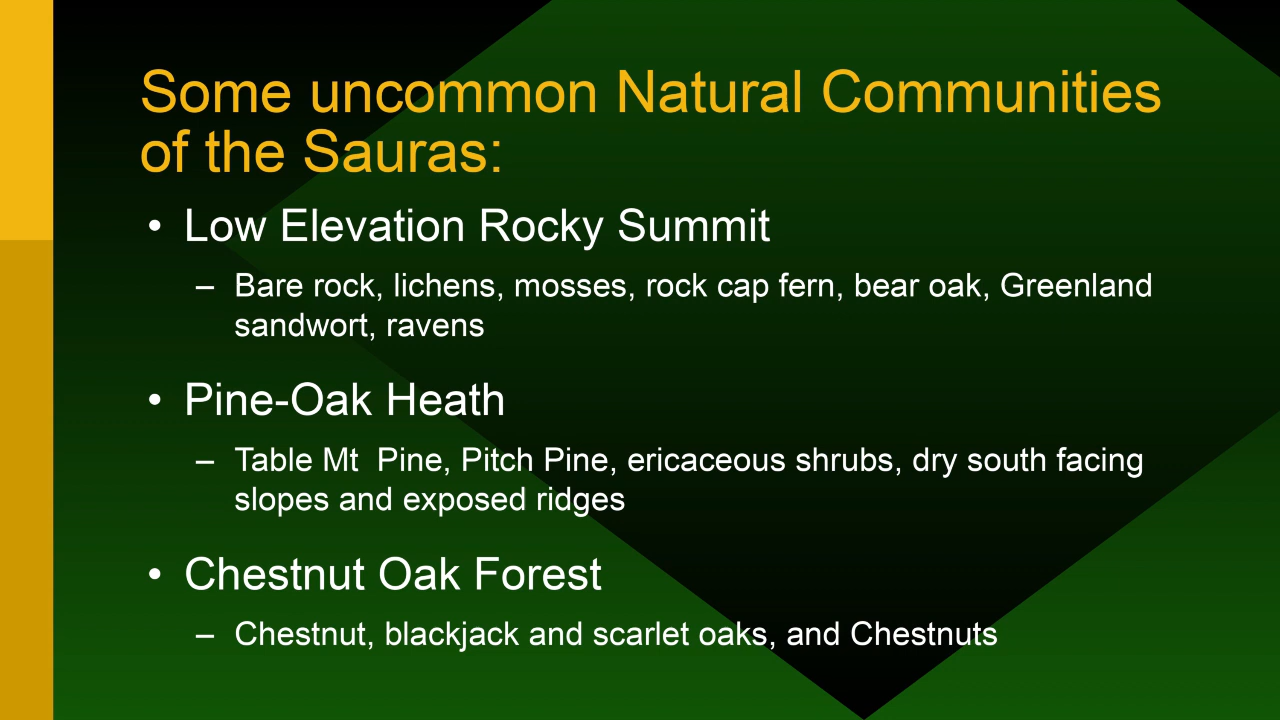 Some uncommon Natural Communities
of the Sauras:
• Low Elevation Rocky Summit
– Bare rock, lichens, mosses, rock cap fern, bear oak, Greenland
sandwort, ravens
• Pine-Oak Heath
– Table Mt  Pine, Pitch Pine, ericaceous shrubs, dry south facing
slopes and exposed ridges
• Chestnut Oak Forest
– Chestnut, blackjack and scarlet oaks, and Chestnuts